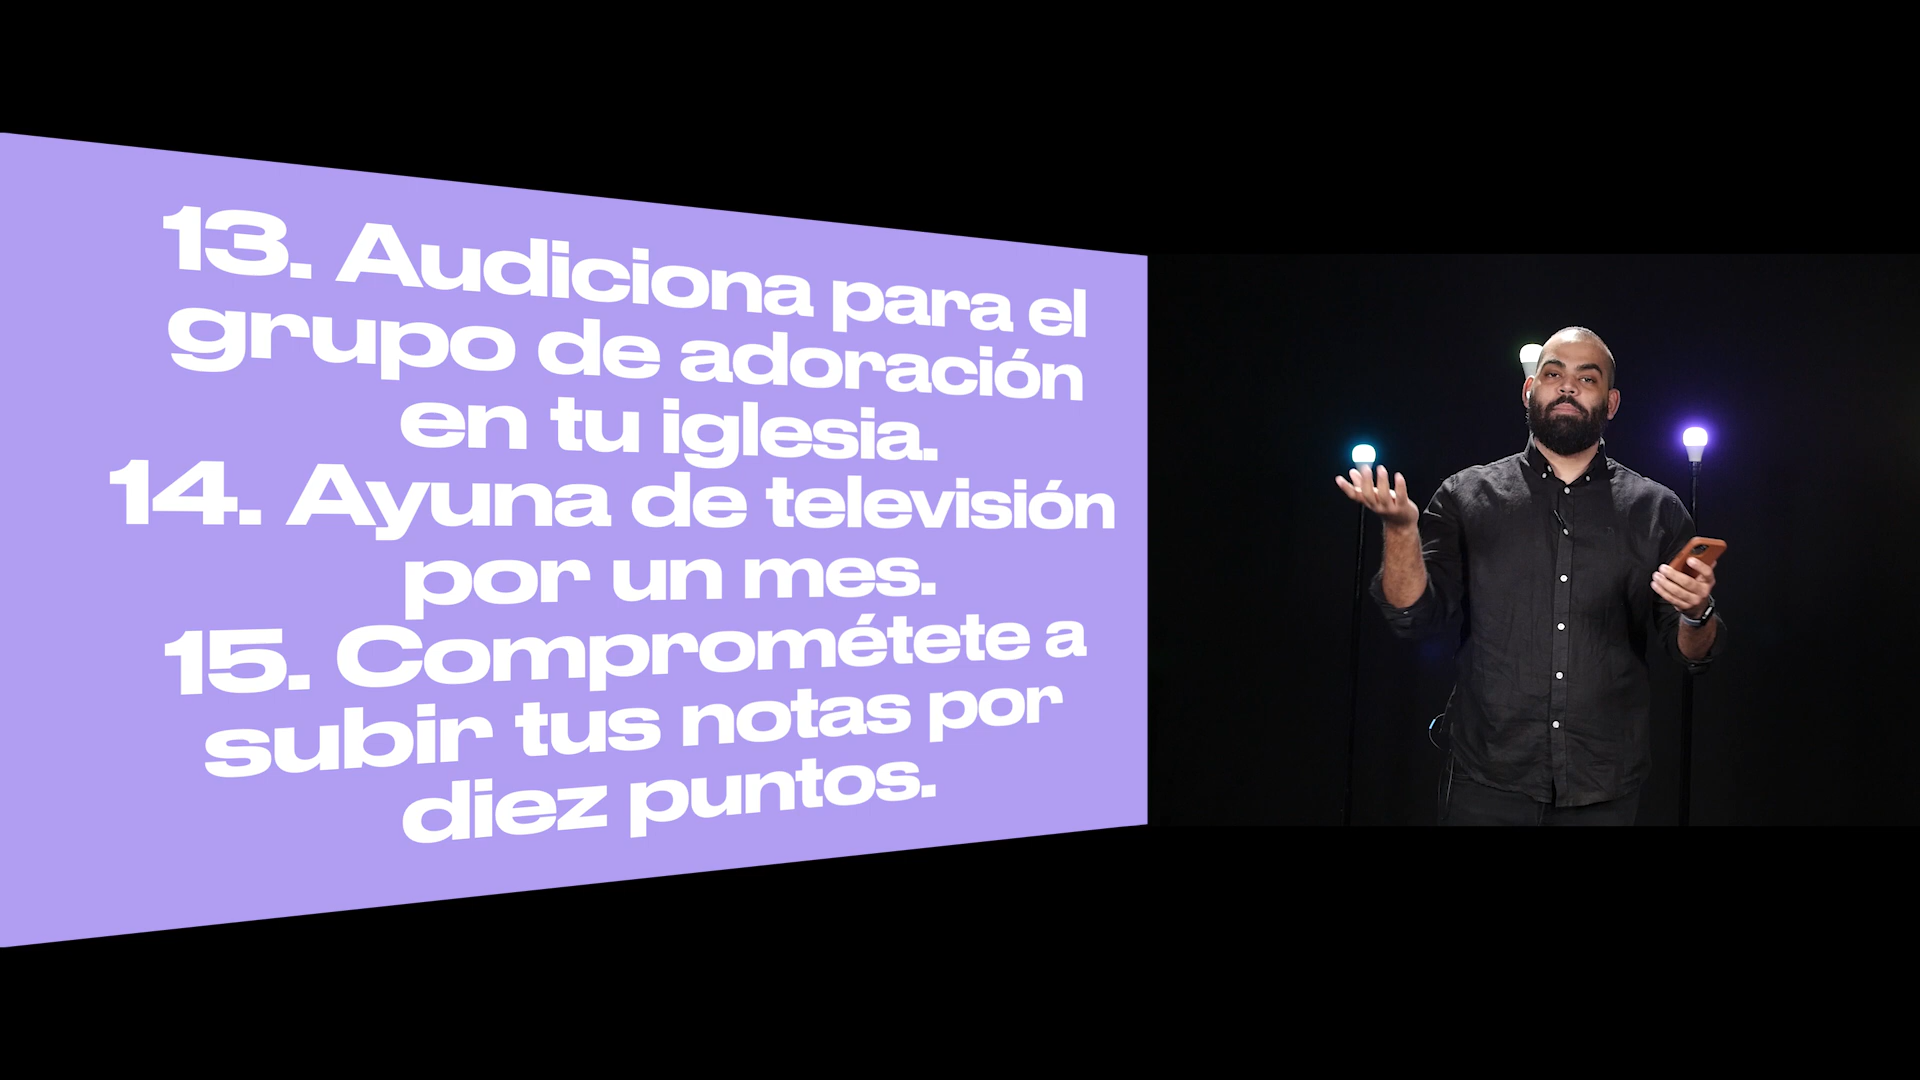 13. Audiciona para el
grupo de adoración
en tu iglesia.
14. Ayuna de televisión
por un mes.
15. Comprométete a
subir tus notas por
diez puntos.